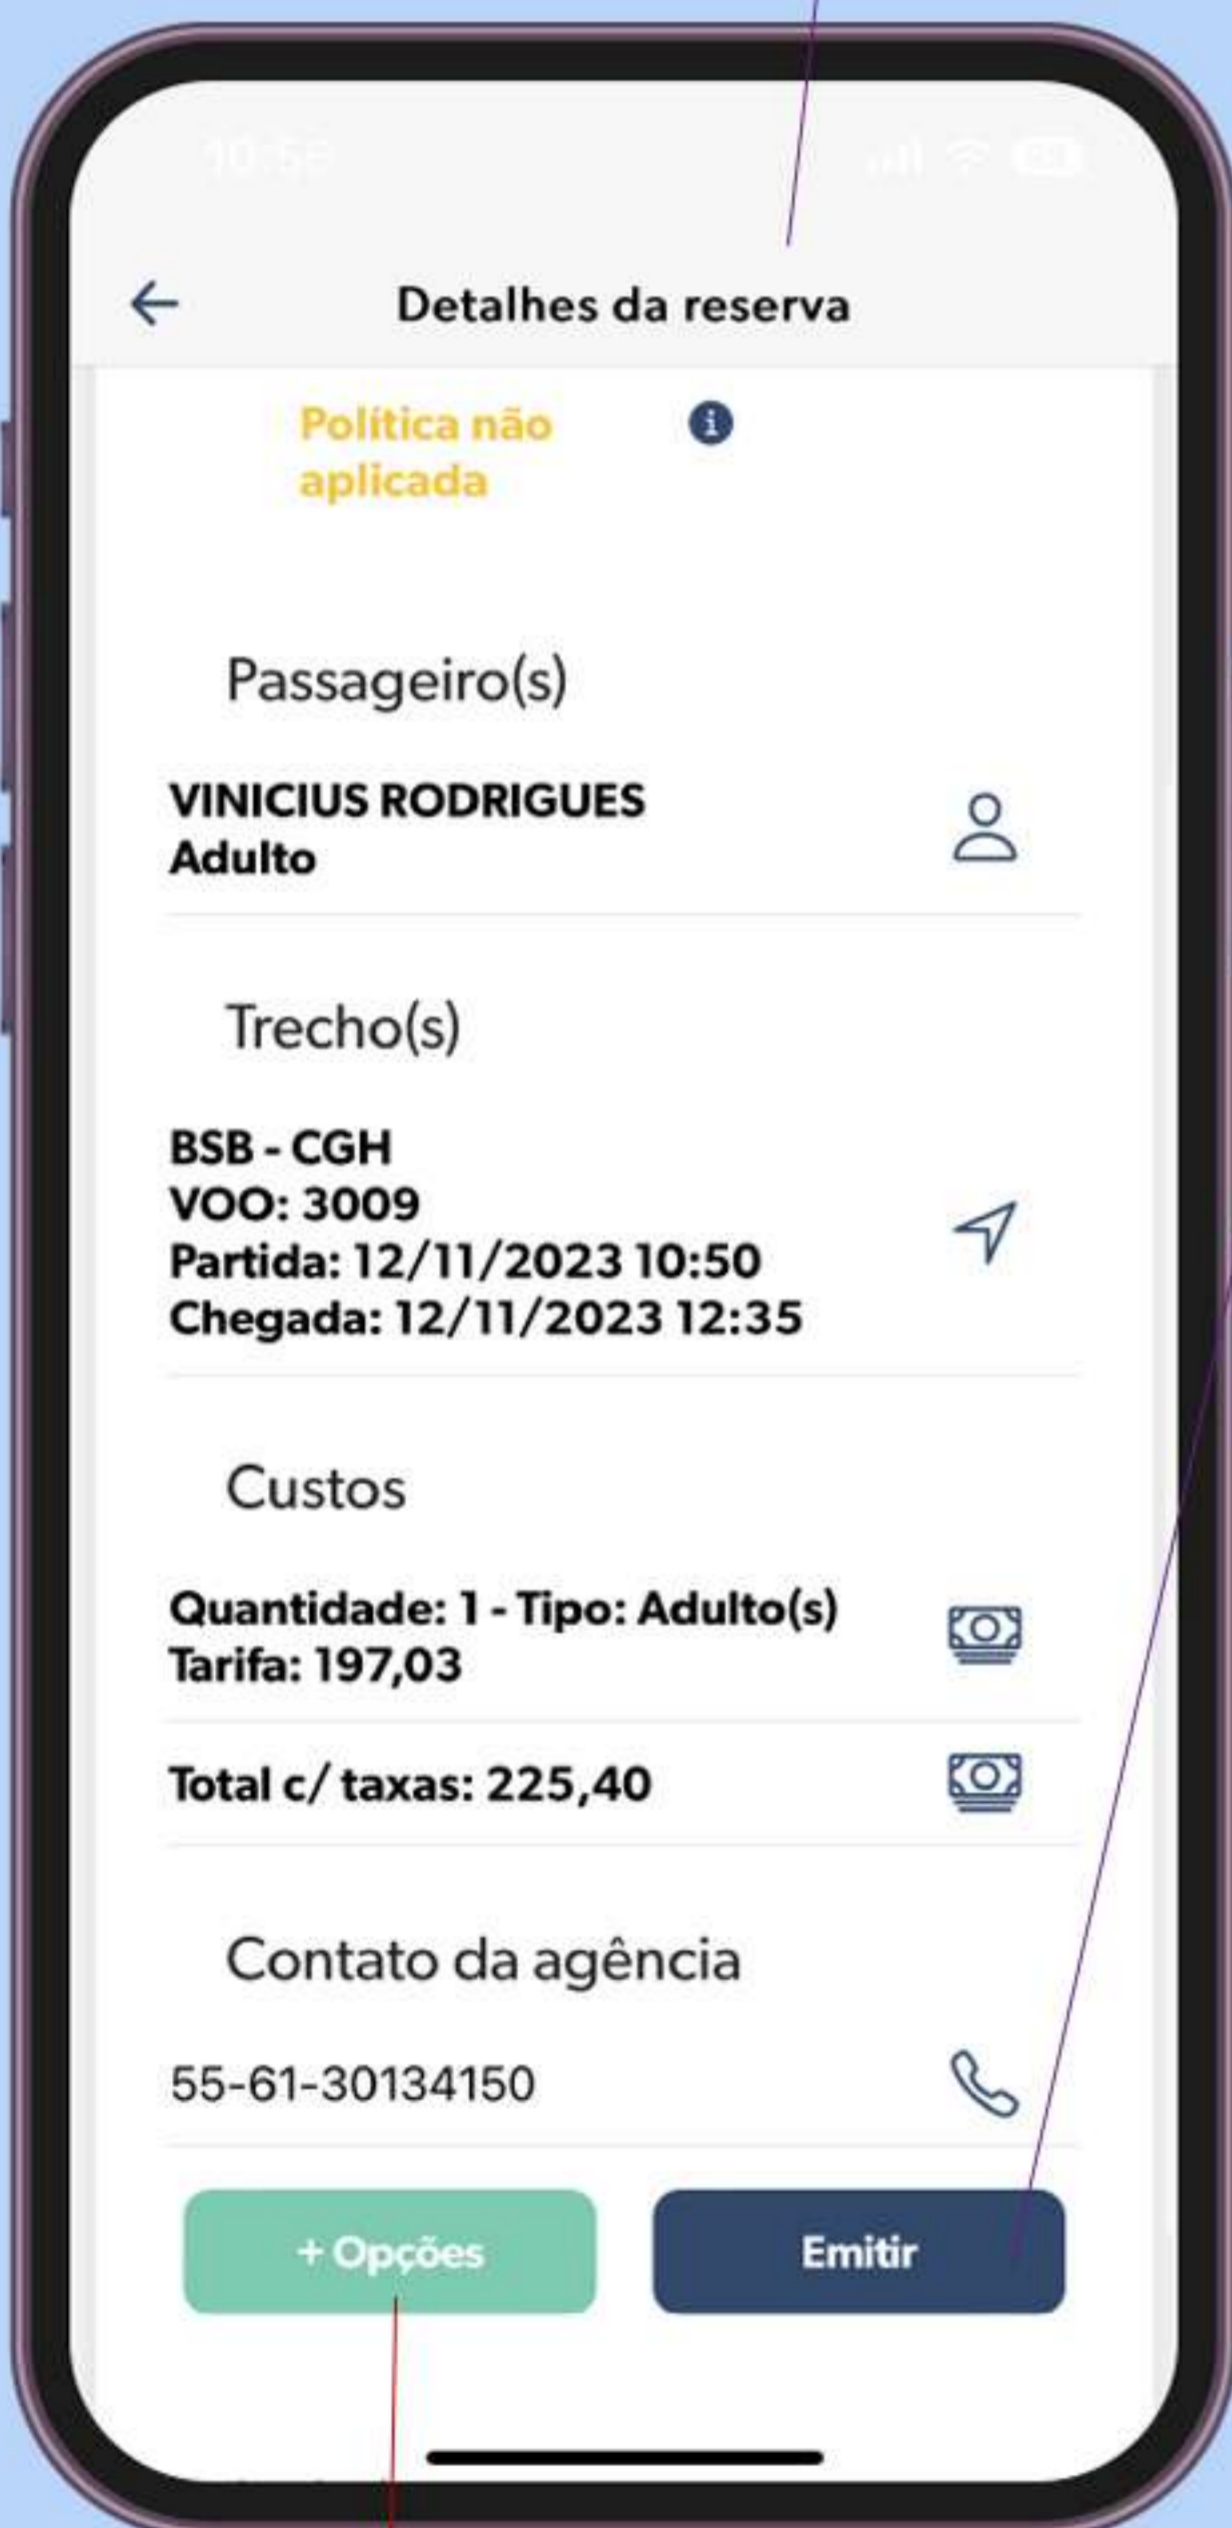 10:56
Detalhes da reserva
Política não
aplicada
Passageiro(s)
VINICIUS RODRIGUES
Adulto
Trecho(s)
BSB - CGH
VOO: 3009
Partida: 12/11/2023 10:50
Chegada: 12/11/2023 12:35
Custos
Quantidade: 1 - Tipo: Adulto(s)
Tarifa: 197,03
Total c/ taxas: 225,40
Contato da agência
55-61-30134150
+ Opções
Emitir